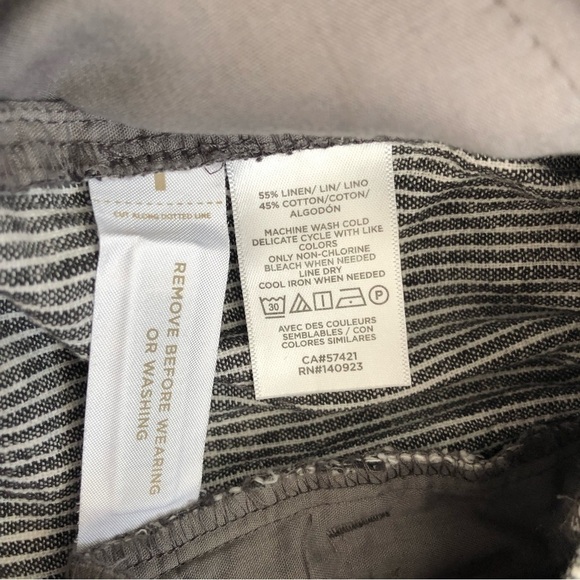 CUT ALONG DOTTED LINE
REMOVE BEFORE WEARING
OR WASHING
55% LINEN/ LIN/ LINO
45% COTTON/COTON/
ALGODÓN
MACHINE WASH COLD
DELICATE CYCLE WITH LIKE
COLORS
ONLY NON-CHLORINE
BLEACH WHEN NEEDED
LINE DRY
COOL IRON WHEN NEEDED
30 P
AVEC DES COULEURS
SEMBLABLES / CON
COLORES SIMILARES
CA#57421
RN#140923